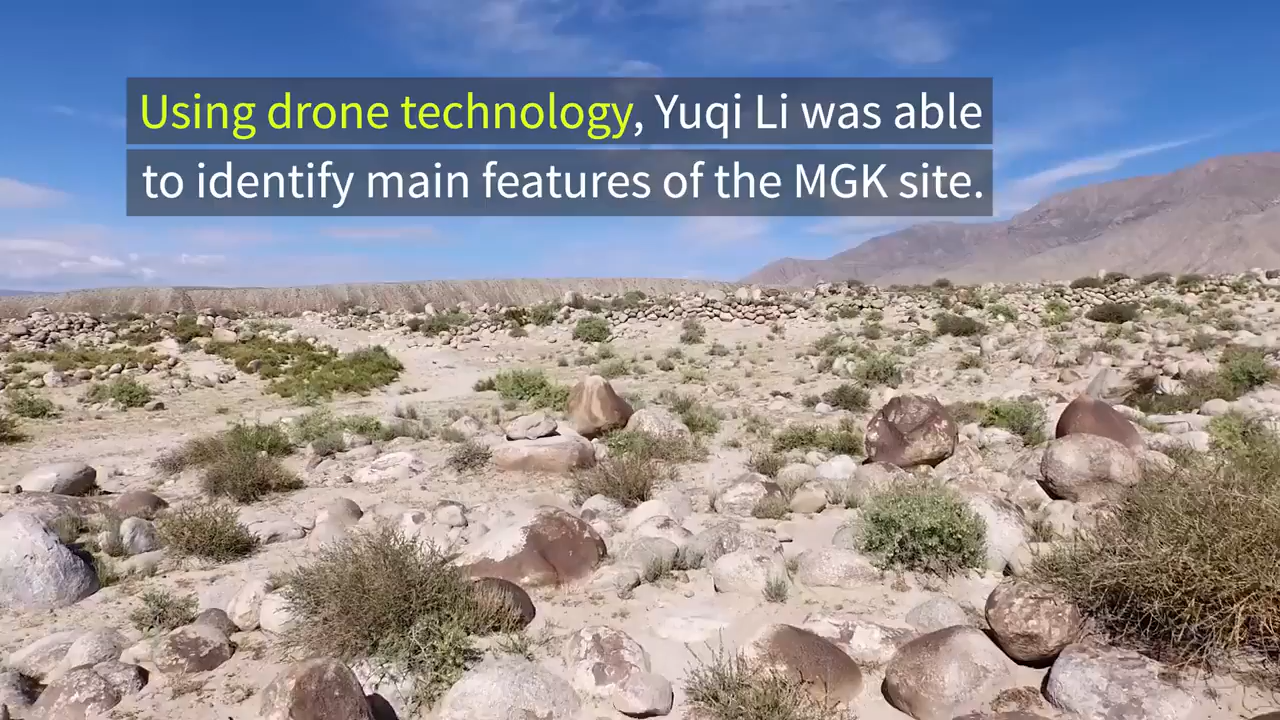 Using drone technology, Yuqi Li was able
to identify main features of the MGK site.